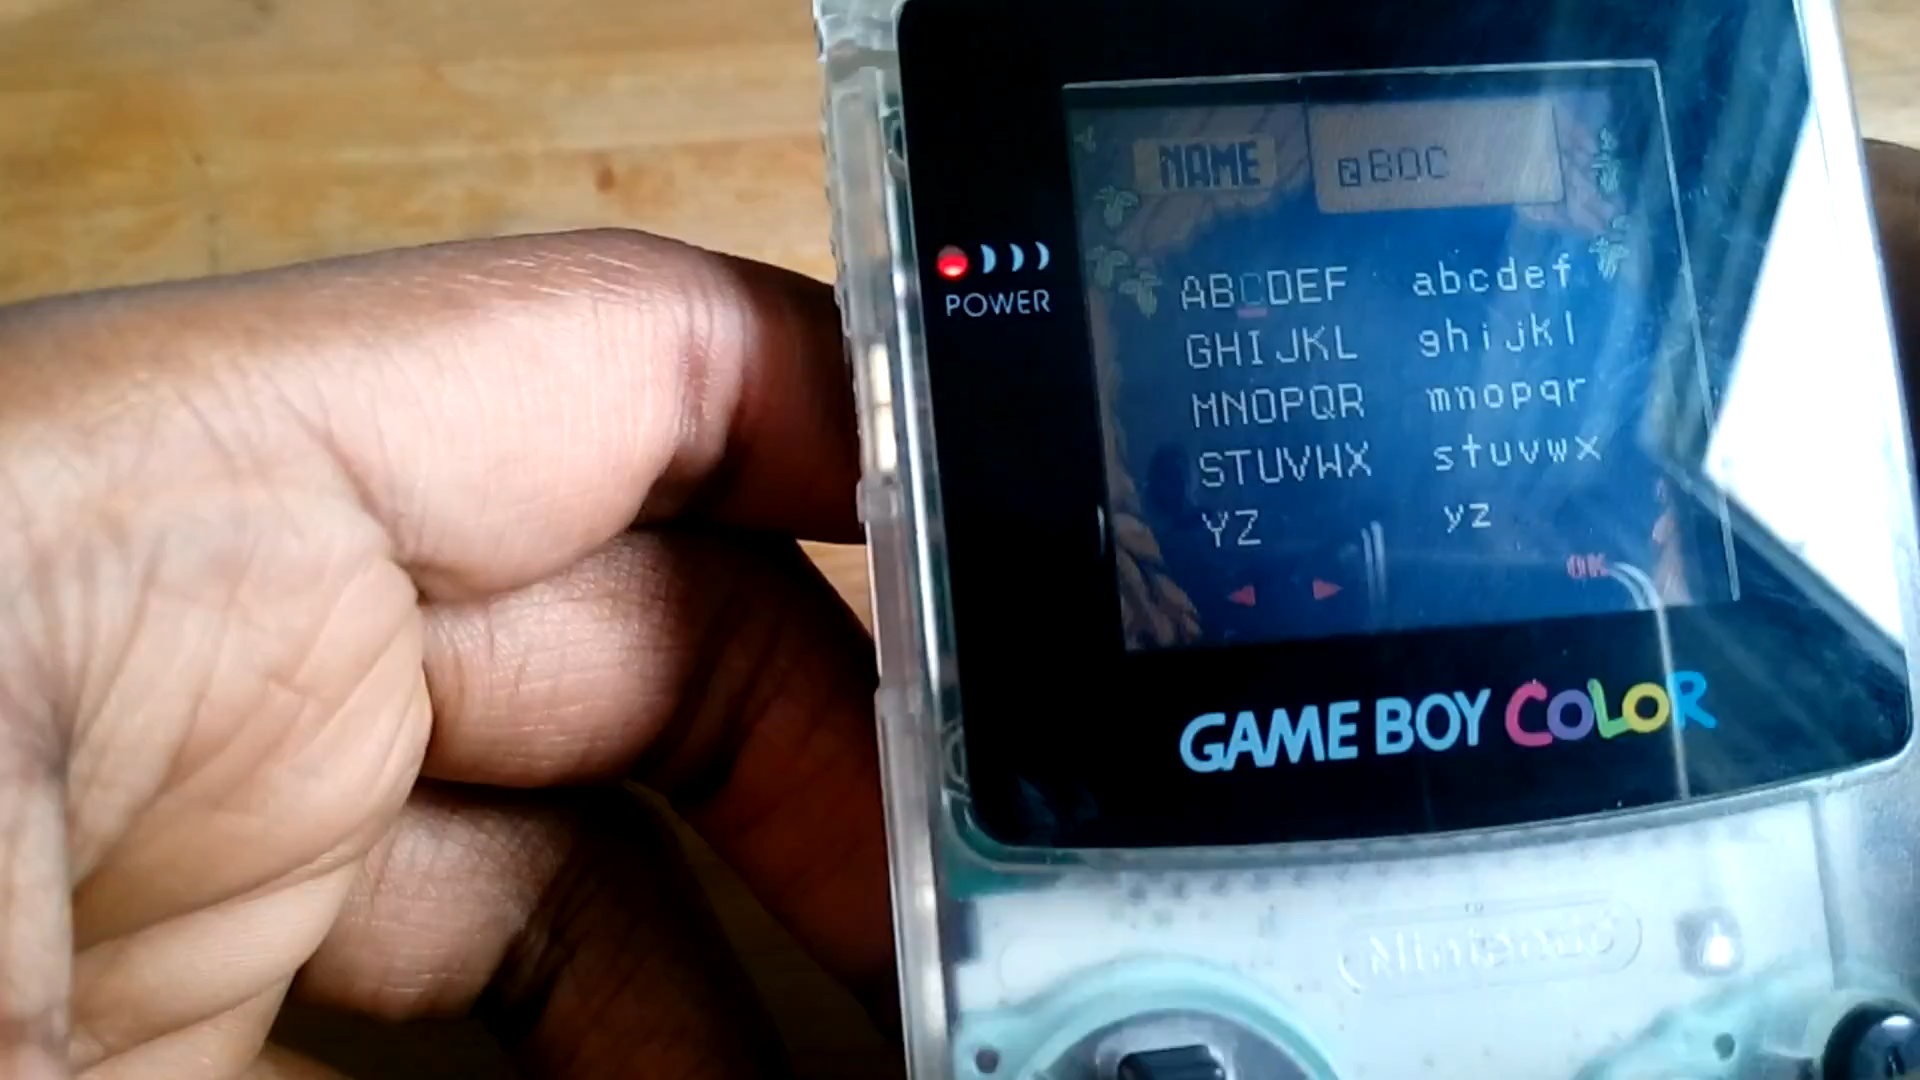 NAME
BOC
POWER
ABCDEF abcdef
GHIJKL ghijkl
MNOPQR mnopqr
STUVWX stuvwx
YZ yz
OK
GAME BOY COLOR
Nintendo